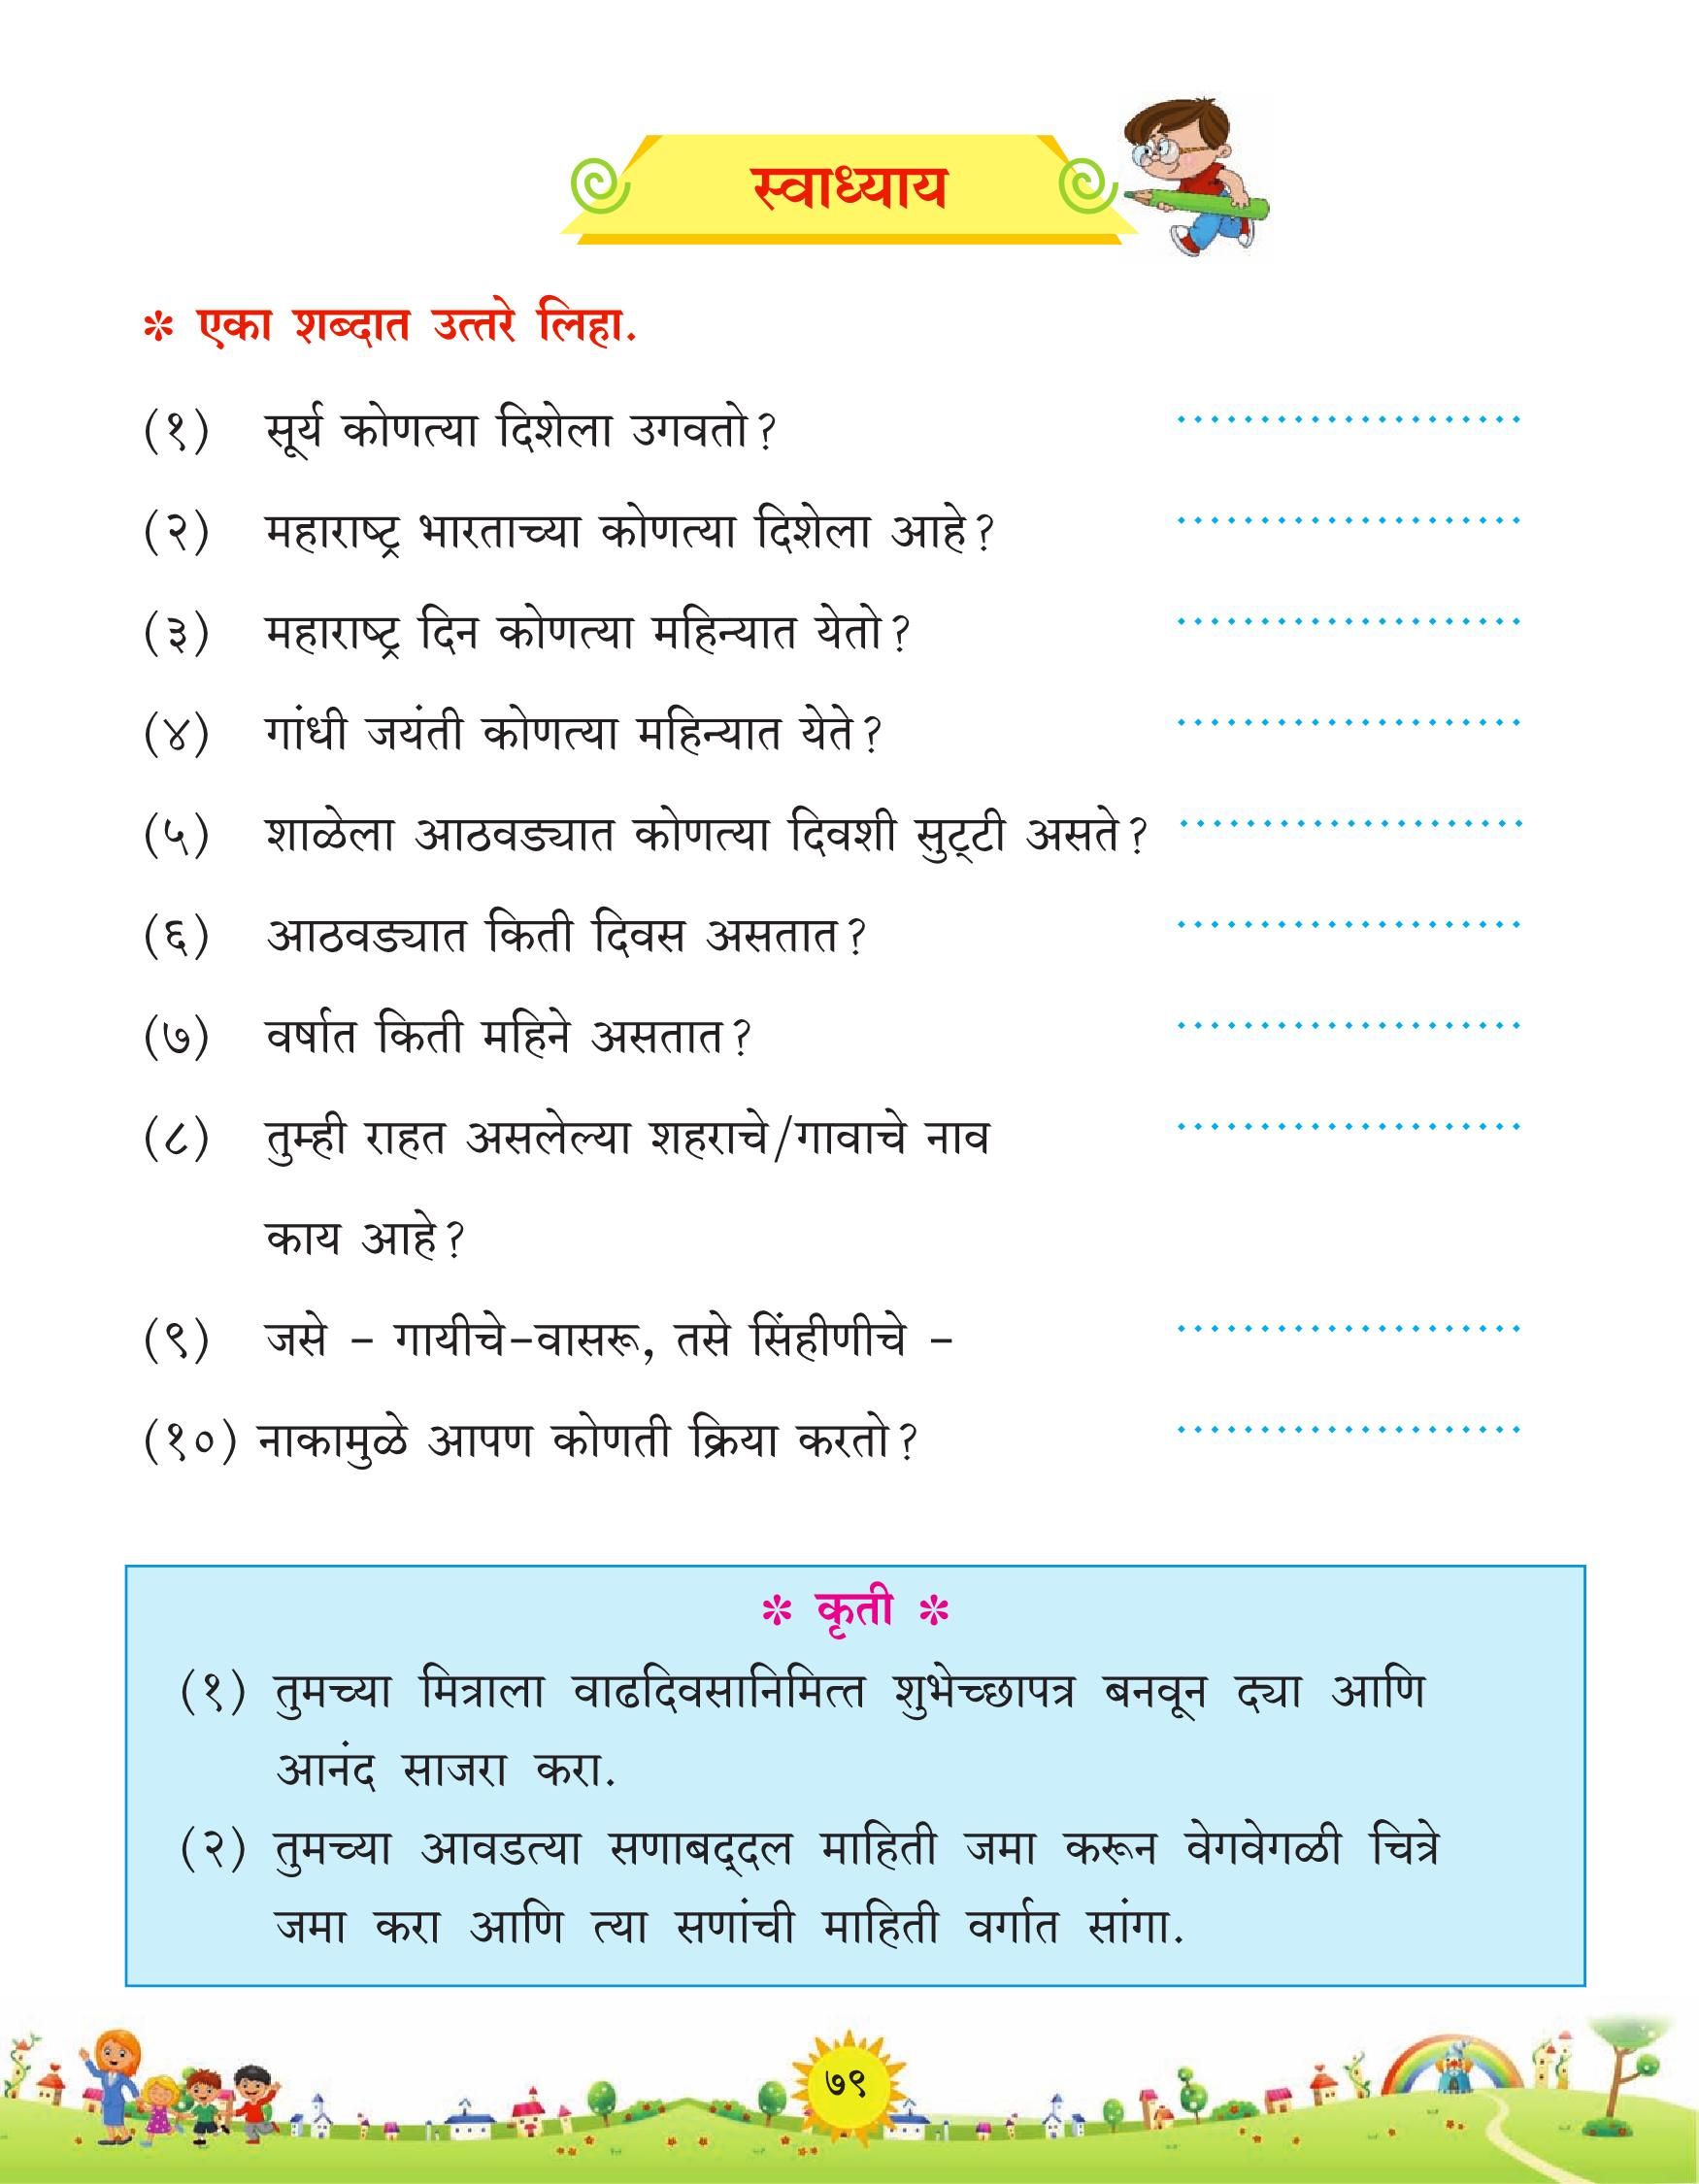 स्वाध्याय
* एका शब्दात उत्तरे लिहा.
(१) सूर्य कोणत्या दिशेला उगवतो? .....................
(२) महाराष्ट्र भारताच्या कोणत्या दिशेला आहे? .....................
(३) महाराष्ट्र दिन कोणत्या महिन्यात येतो? .....................
(४) गांधी जयंती कोणत्या महिन्यात येते? .....................
(५) शाळेला आठवड्यात कोणत्या दिवशी सुट्टी असते? .....................
(६) आठवड्यात किती दिवस असतात? .....................
(७) वर्षात किती महिने असतात? .....................
(८) तुम्ही राहत असलेल्या शहराचे/गावाचे नाव .....................
काय आहे?
(९) जसे - गायीचे-वासरू, तसे सिंहीणीचे - .....................
(१०) नाकामुळे आपण कोणती क्रिया करतो? .....................
* कृती *
(१) तुमच्या मित्राला वाढदिवसानिमित्त शुभेच्छापत्र बनवून द्या आणि
आनंद साजरा करा.
(२) तुमच्या आवडत्या सणाबद्दल माहिती जमा करून वेगवेगळी चित्रे
जमा करा आणि त्या सणांची माहिती वर्गात सांगा.
७९